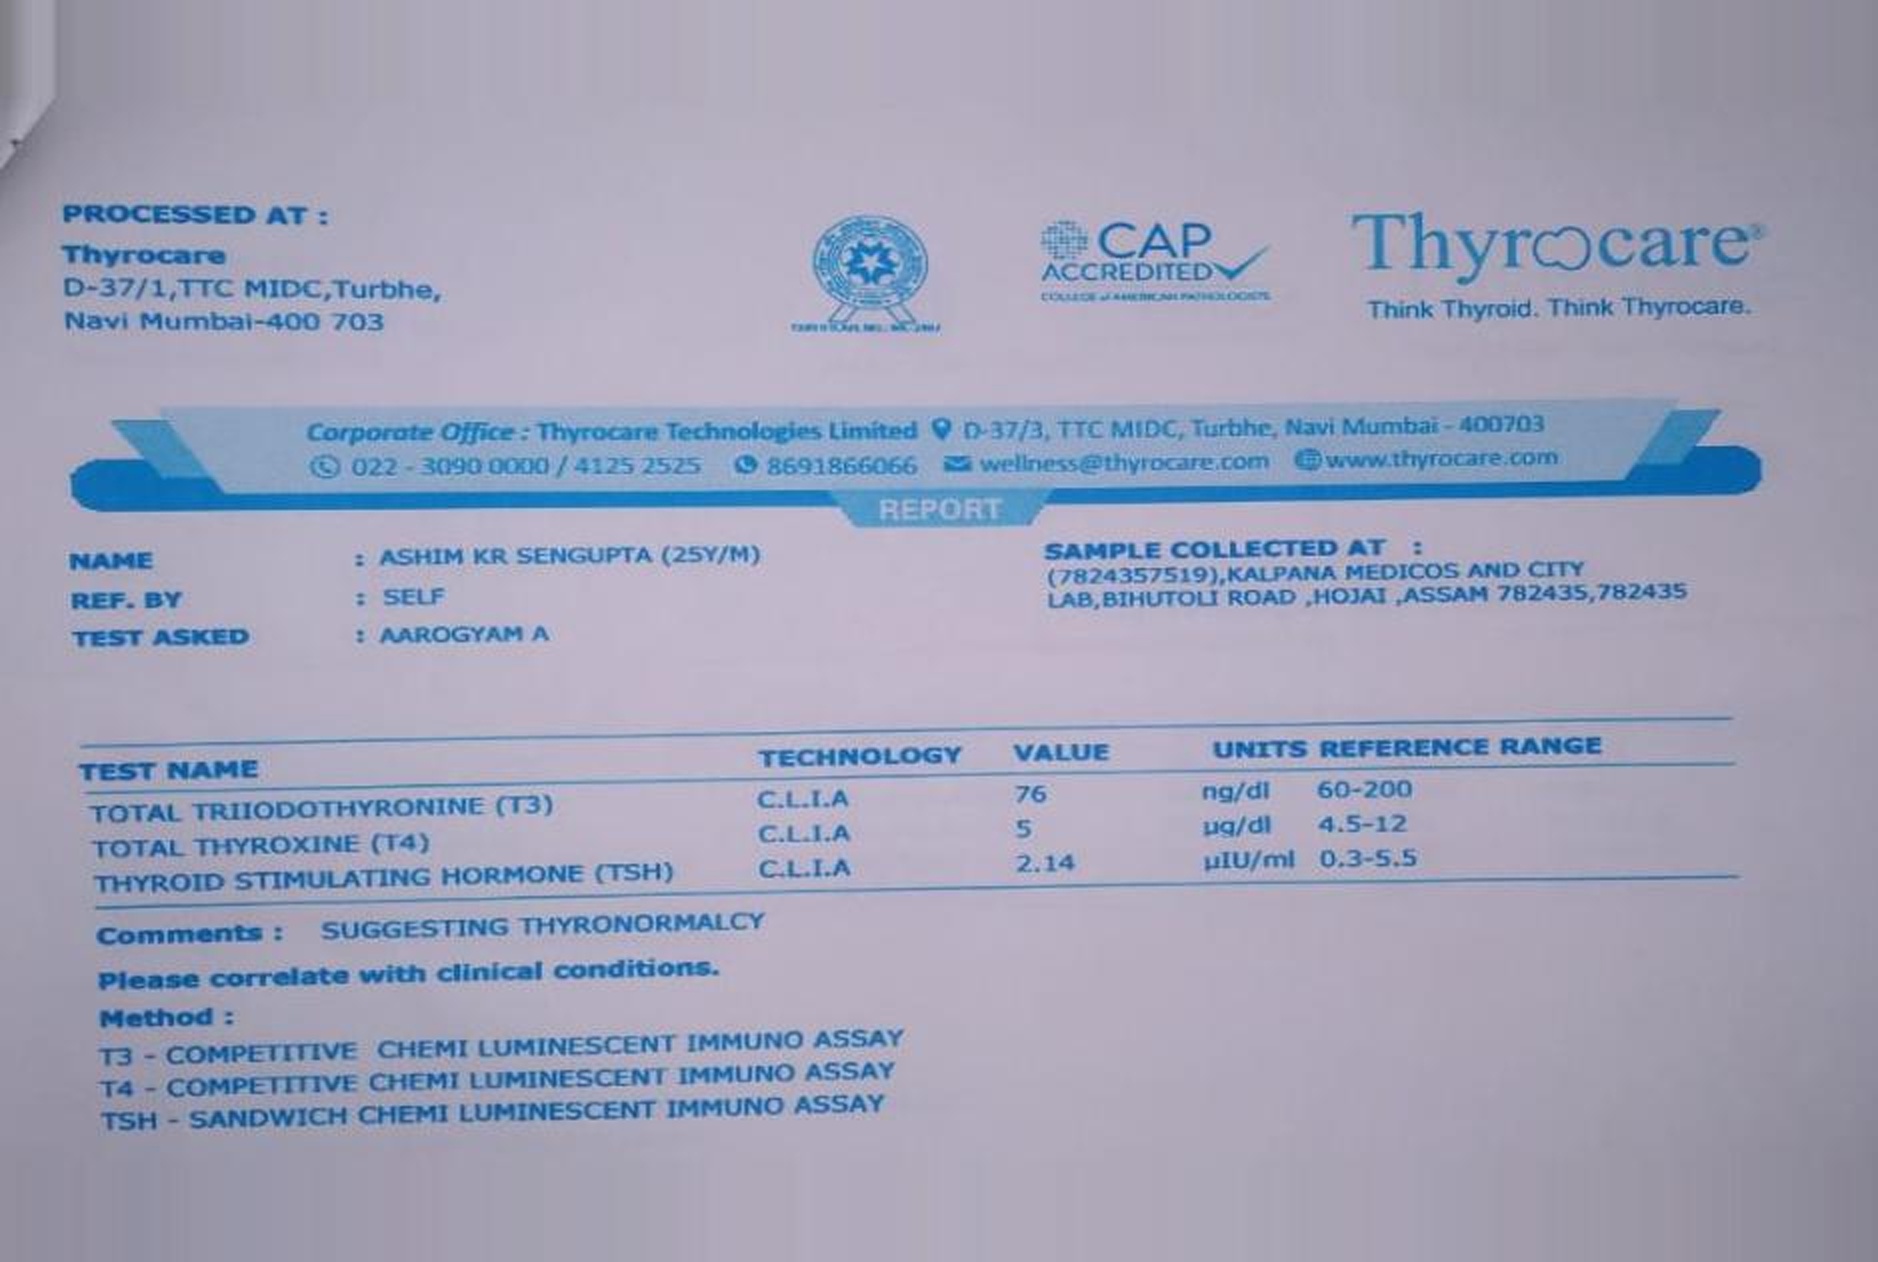 PROCESSED AT :
Thyrocare
D-37/1,TTC MIDC,Turbhe,
Navi Mumbai-400 703
CAP
ACCREDITED
COLLEGE of AMERICAN PATHOLOGISTS
Thyrocare®
Think Thyroid. Think Thyrocare.
Corporate Office : Thyrocare Technologies Limited D-37/3, TTC MIDC, Turbhe, Navi Mumbai - 400703
022 - 3090 0000 / 4125 2525 8691866066 wellness@thyrocare.com www.thyrocare.com
REPORT
NAME : ASHIM KR SENGUPTA (25Y/M)
REF. BY : SELF
TEST ASKED : AAROGYAM A
SAMPLE COLLECTED AT :
(7824357519),KALPANA MEDICOS AND CITY
LAB,BIHUTOLI ROAD ,HOJAI ,ASSAM 782435,782435
TEST NAME TECHNOLOGY VALUE UNITS REFERENCE RANGE
TOTAL TRIIODOTHYRONINE (T3) C.L.I.A 76 ng/dl 60-200
TOTAL THYROXINE (T4) C.L.I.A 5 µg/dl 4.5-12
THYROID STIMULATING HORMONE (TSH) C.L.I.A 2.14 µIU/ml 0.3-5.5
Comments : SUGGESTING THYRONORMALCY
Please correlate with clinical conditions.
Method :
T3 - COMPETITIVE CHEMI LUMINESCENT IMMUNO ASSAY
T4 - COMPETITIVE CHEMI LUMINESCENT IMMUNO ASSAY
TSH - SANDWICH CHEMI LUMINESCENT IMMUNO ASSAY